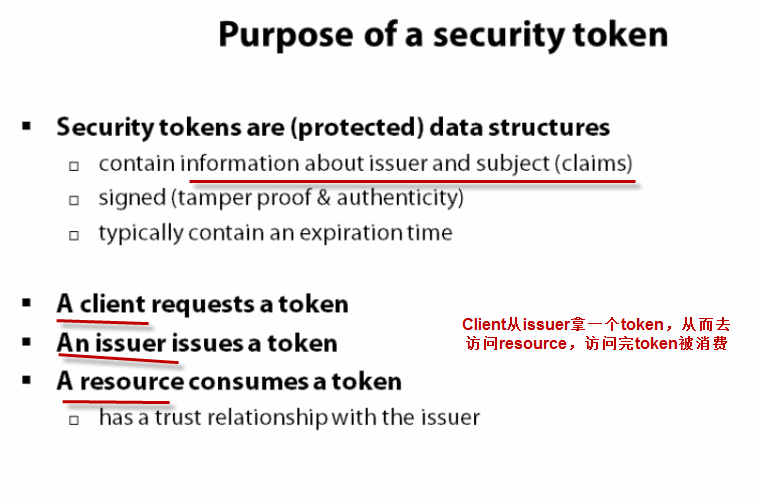 Purpose of a security token
▪ Security tokens are (protected) data structures
□ contain information about issuer and subject (claims)
□ signed (tamper proof & authenticity)
□ typically contain an expiration time
▪ A client requests a token
▪ An issuer issues a token
▪ A resource consumes a token
□ has a trust relationship with the issuer
Client从issuer拿一个token，从而去
访问resource，访问完token被消费